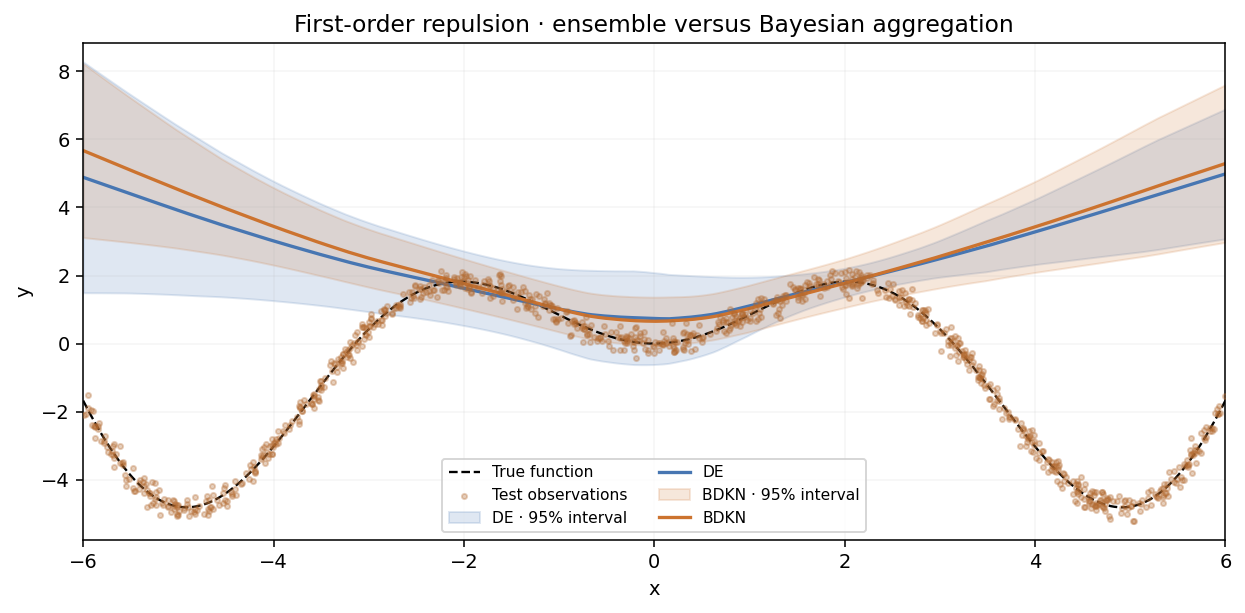 First-order repulsion · ensemble versus Bayesian aggregation
y
8
6
4
2
0
−2
−4
True function
Test observations
DE · 95% interval
DE
BDKN · 95% interval
BDKN
−6
−4
−2
0
2
4
6
x